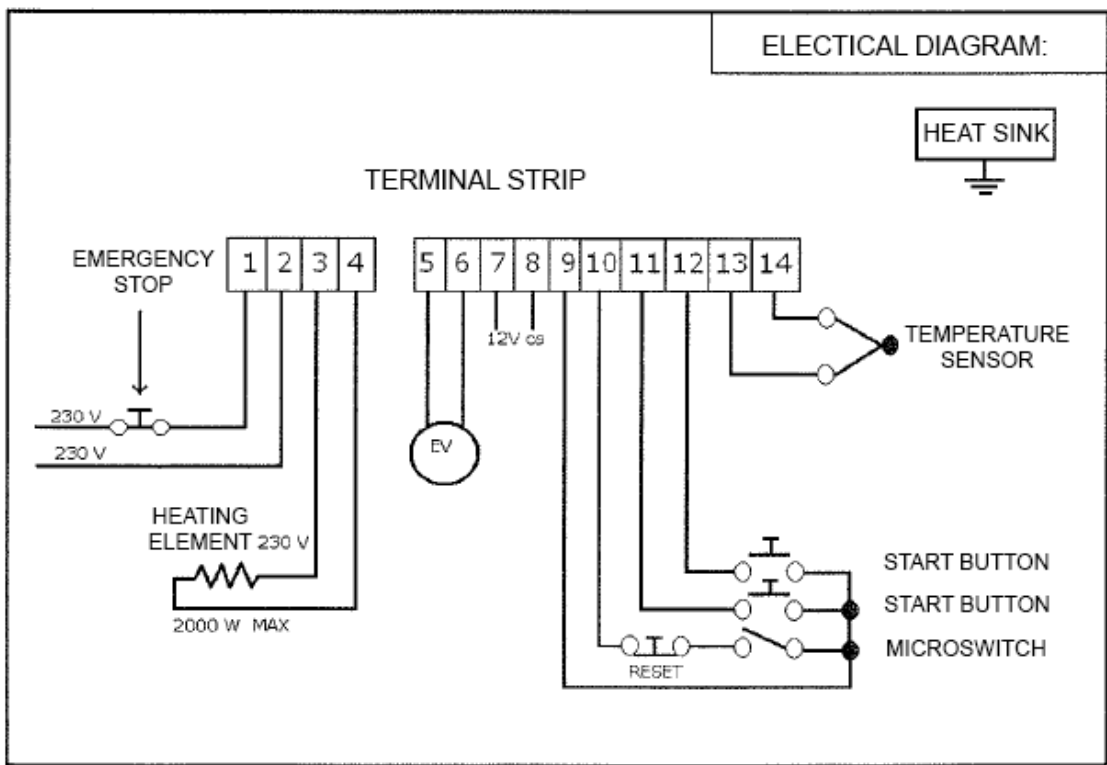 ELECTICAL DIAGRAM:
HEAT SINK
TERMINAL STRIP
EMERGENCY
STOP
1 2 3 4 5 6 7 8 9 10 11 12 13 14
12V cs
TEMPERATURE
SENSOR
230 V
230 V
EV
HEATING
ELEMENT 230 V
2000 W MAX
START BUTTON
START BUTTON
MICROSWITCH
RESET